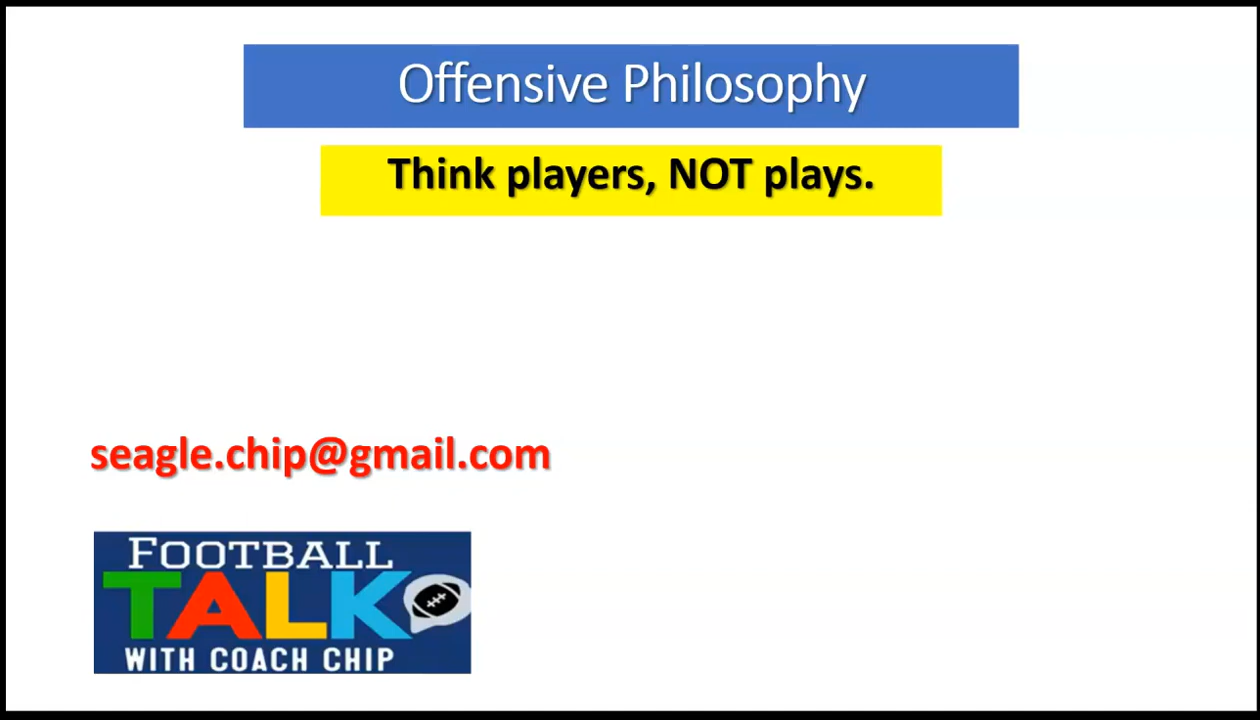 Offensive Philosophy
Think players, NOT plays.
seagle.chip@gmail.com
FOOTBALL
TALK
WITH COACH CHIP